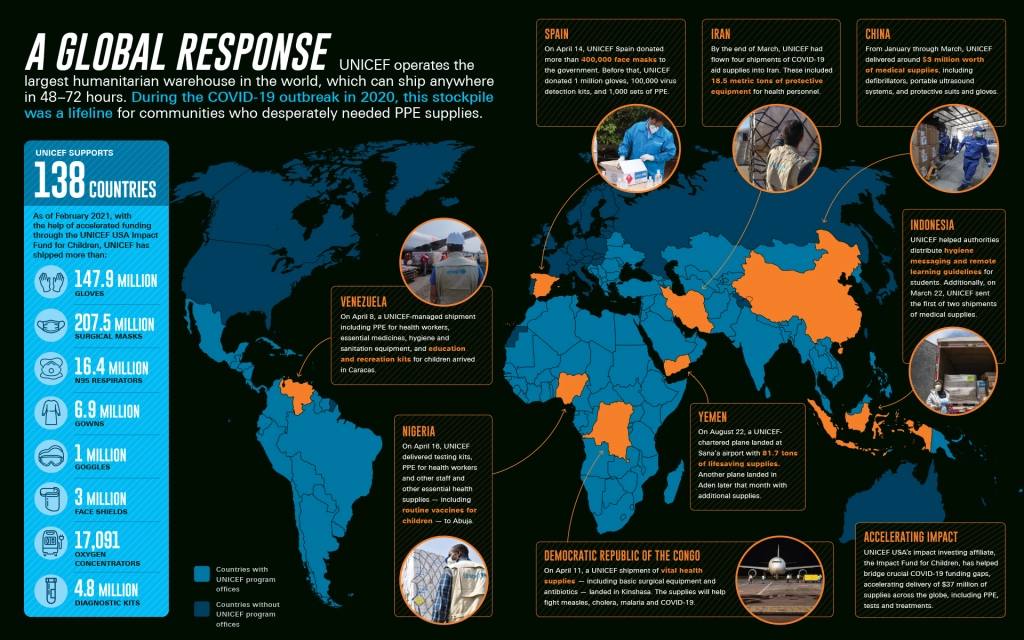 A GLOBAL RESPONSE UNICEF operates the
largest humanitarian warehouse in the world, which can ship anywhere
in 48–72 hours. During the COVID-19 outbreak in 2020, this stockpile
was a lifeline for communities who desperately needed PPE supplies.
UNICEF SUPPORTS
138 COUNTRIES
As of February 2021, with
the help of accelerated funding
through the UNICEF USA Impact
Fund for Children, UNICEF has
shipped more than:
147.9 MILLION
GLOVES
207.5 MILLION
SURGICAL MASKS
16.4 MILLION
N95 RESPIRATORS
6.9 MILLION
GOWNS
1 MILLION
GOGGLES
3 MILLION
FACE SHIELDS
17,091
OXYGEN
CONCENTRATORS
4.8 MILLION
DIAGNOSTIC KITS
Countries with
UNICEF program
offices
Countries without
UNICEF program
offices
VENEZUELA
On April 8, a UNICEF-managed shipment
including PPE for health workers,
essential medicines, hygiene and
sanitation equipment, and education
and recreation kits for children arrived
in Caracas.
NIGERIA
On April 16, UNICEF
delivered testing kits,
PPE for health workers
and other staff and
other essential health
supplies — including
routine vaccines for
children — to Abuja.
SPAIN
On April 14, UNICEF Spain donated
more than 400,000 face masks to
the government. Before that, UNICEF
donated 1 million gloves, 100,000 virus
detection kits, and 1,000 sets of PPE.
IRAN
By the end of March, UNICEF had
flown four shipments of COVID-19
aid supplies into Iran. These included
18.5 metric tons of protective
equipment for health personnel.
CHINA
From January through March, UNICEF
delivered around $3 million worth
of medical supplies, including
defibrillators, portable ultrasound
systems, and protective suits and gloves.
INDONESIA
UNICEF helped authorities
distribute hygiene
messaging and remote
learning guidelines for
students. Additionally, on
March 22, UNICEF sent
the first of two shipments
of medical supplies.
YEMEN
On August 22, a UNICEF-
chartered plane landed at
Sana'a airport with 81.7 tons
of lifesaving supplies.
Another plane landed in
Aden later that month with
additional supplies.
DEMOCRATIC REPUBLIC OF THE CONGO
On April 11, a UNICEF shipment of vital health
supplies — including basic surgical equipment and
antibiotics — landed in Kinshasa. The supplies will help
fight measles, cholera, malaria and COVID-19.
ACCELERATING IMPACT
UNICEF USA's impact investing affiliate,
the Impact Fund for Children, has helped
bridge crucial COVID-19 funding gaps,
accelerating delivery of $37 million of
supplies across the globe, including PPE,
tests and treatments.